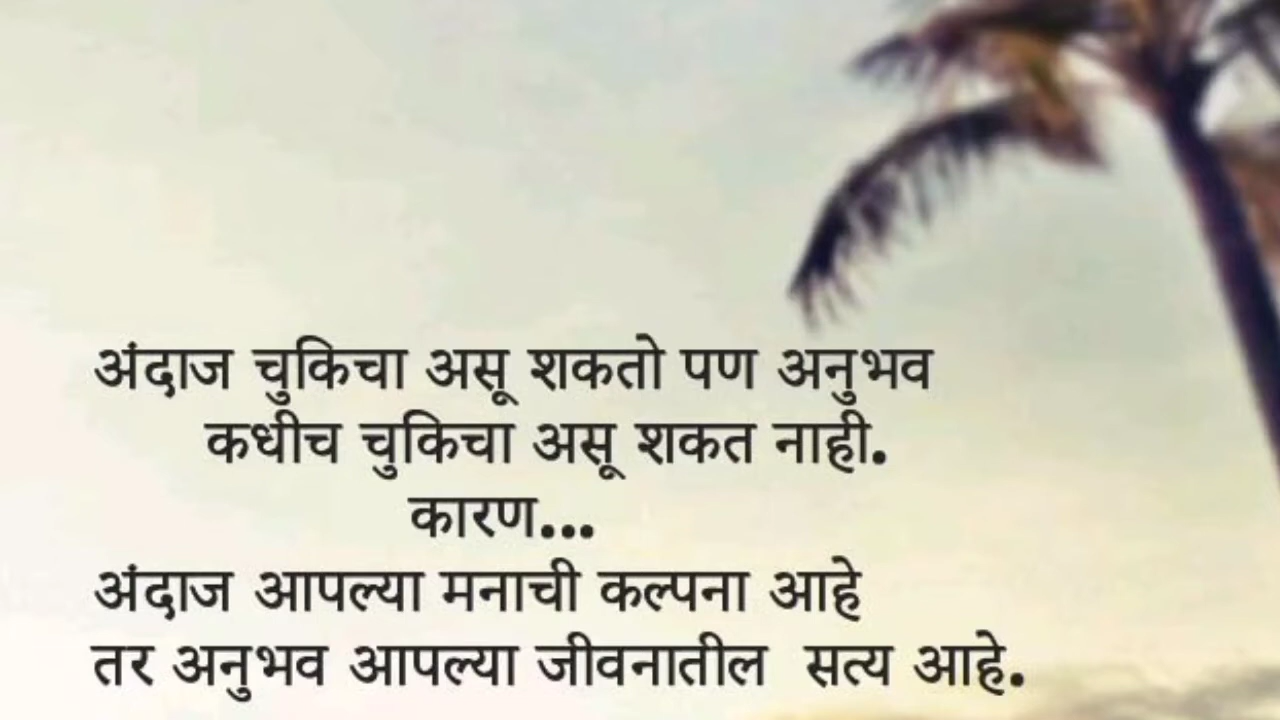 अंदाज चुकिचा असू शकतो पण अनुभव
कधीच चुकिचा असू शकत नाही.
कारण...
अंदाज आपल्या मनाची कल्पना आहे
तर अनुभव आपल्या जीवनातील सत्य आहे.